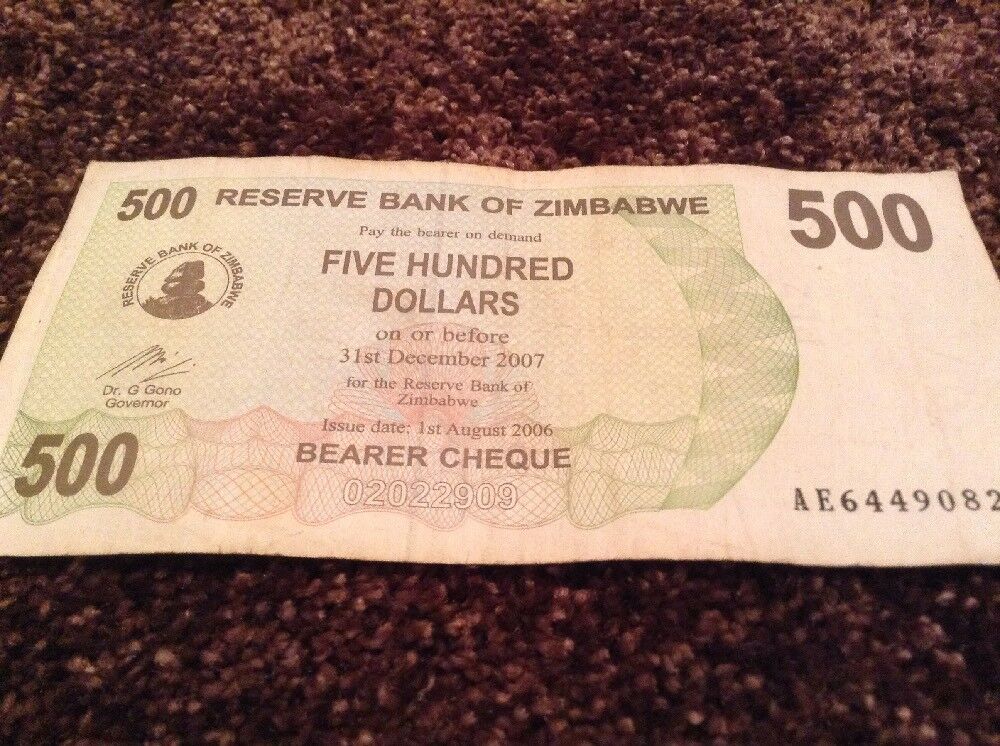 500 RESERVE BANK OF ZIMBABWE 500
Pay the bearer on demand
RESERVE BANK OF ZIMBABWE
FIVE HUNDRED
DOLLARS
on or before
31st December 2007
for the Reserve Bank of
Zimbabwe
Dr. G Gono
Governor
Issue date: 1st August 2006
500
BEARER CHEQUE
02022909
AE6449082